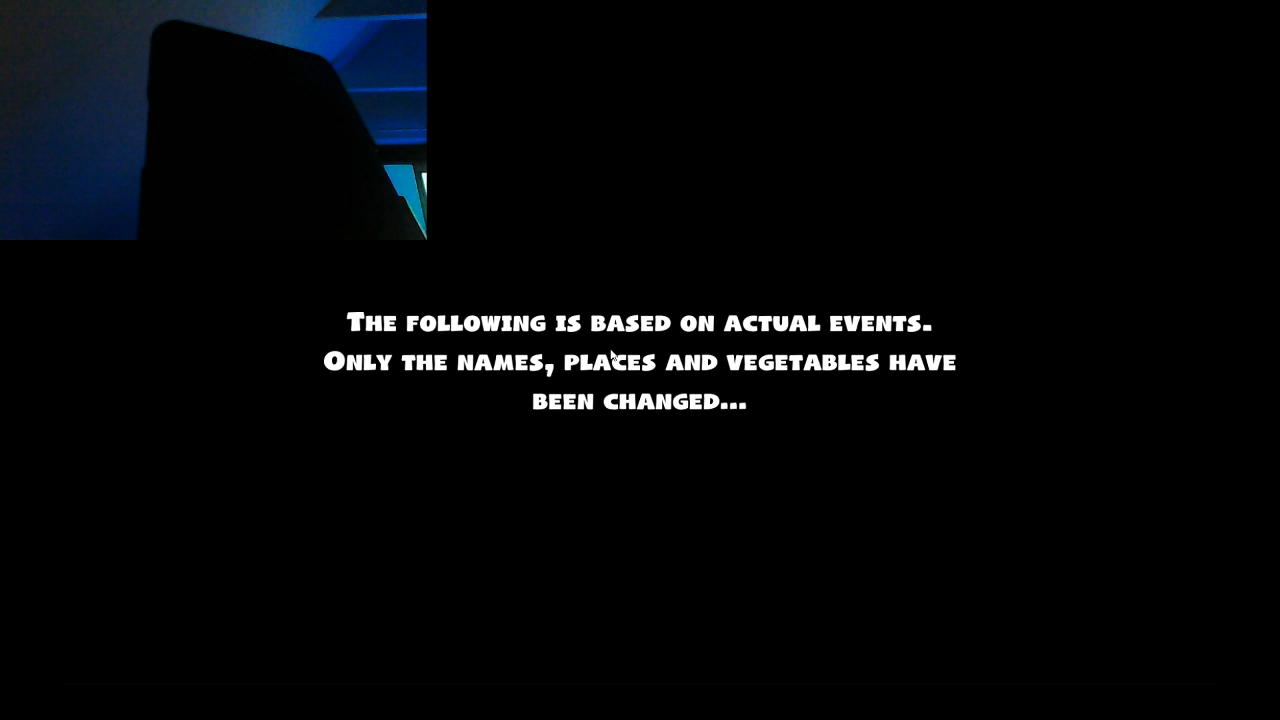 The following is based on actual events.
Only the names, places and vegetables have
been changed...